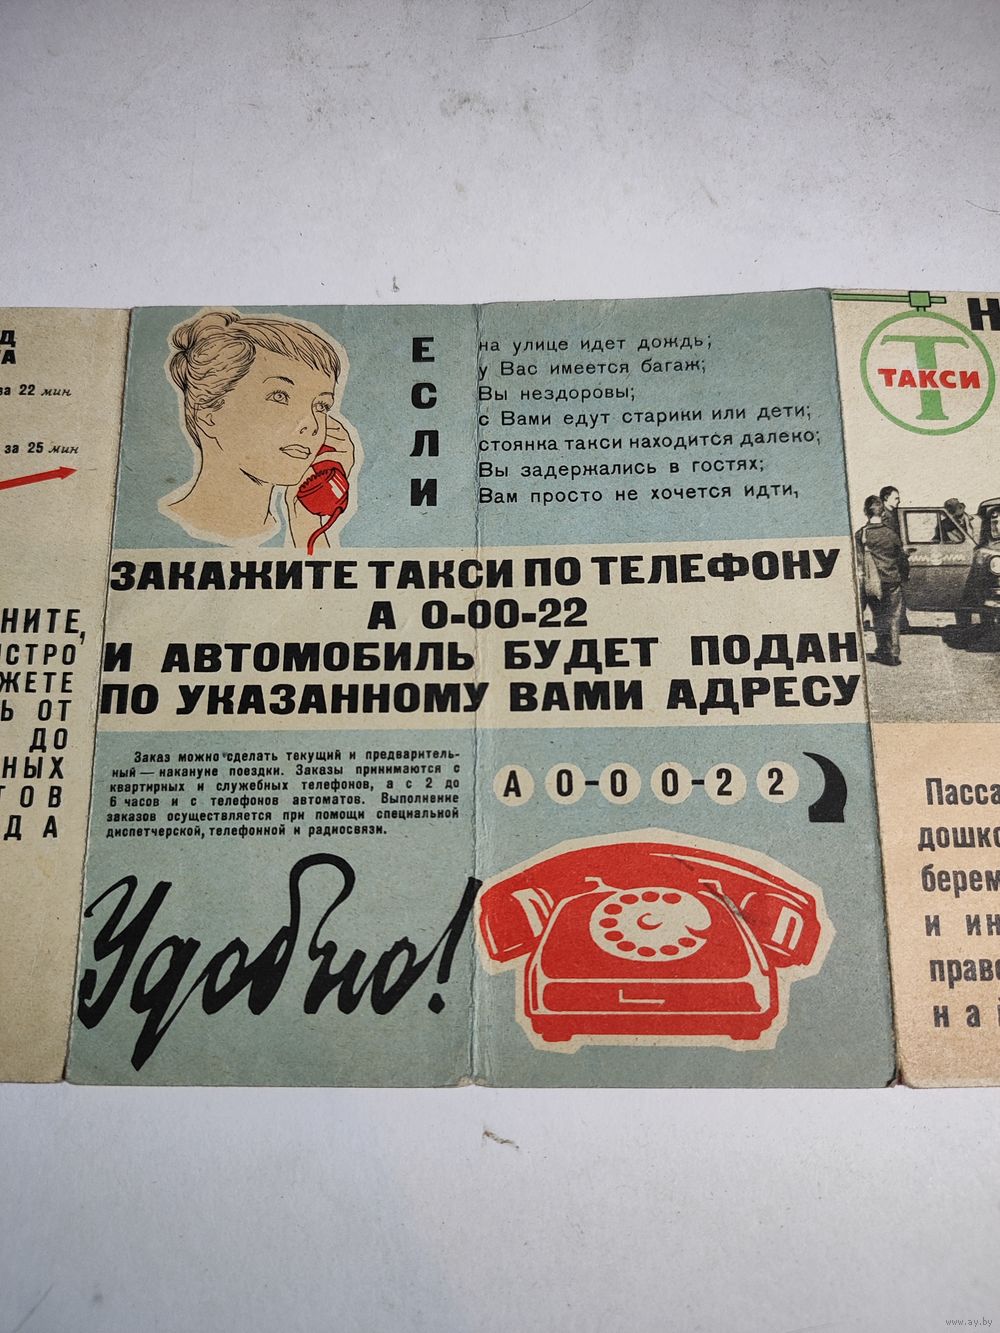 за 22 мин
за 25 мин
ДО
ЕСЛИ
на улице идет дождь;
у Вас имеется багаж;
Вы нездоровы;
с Вами едут старики или дети;
стоянка такси находится далеко;
Вы задержались в гостях;
Вам просто не хочется идти,
ЗАКАЖИТЕ ТАКСИ ПО ТЕЛЕФОНУ
А 0-00-22
И АВТОМОБИЛЬ БУДЕТ ПОДАН
ПО УКАЗАННОМУ ВАМИ АДРЕСУ
Заказ можно сделать текущий и предваритель-
ный — накануне поездки. Заказы принимаются с
квартирных и служебных телефонов, а с 2 до
6 часов и с телефонов автоматов. Выполнение
заказов осуществляется при помощи специальной
диспетчерской, телефонной и радиосвязи.
Удобно!
А 0-0 0-2 2
Т
ТАКСИ
и
www.ay.by